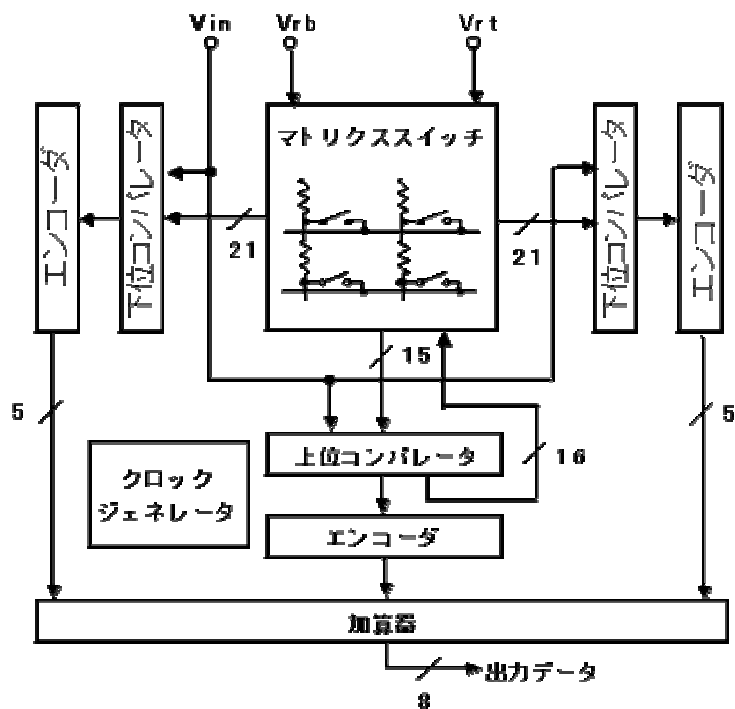 Vin
Vrb
Vrt
マトリクススイッチ
エンコーダ
下位コンパレータ
下位コンパレータ
エンコーダ
21
21
15
5
5
上位コンパレータ
16
クロック
ジェネレータ
エンコーダ
加算器
出力データ
8